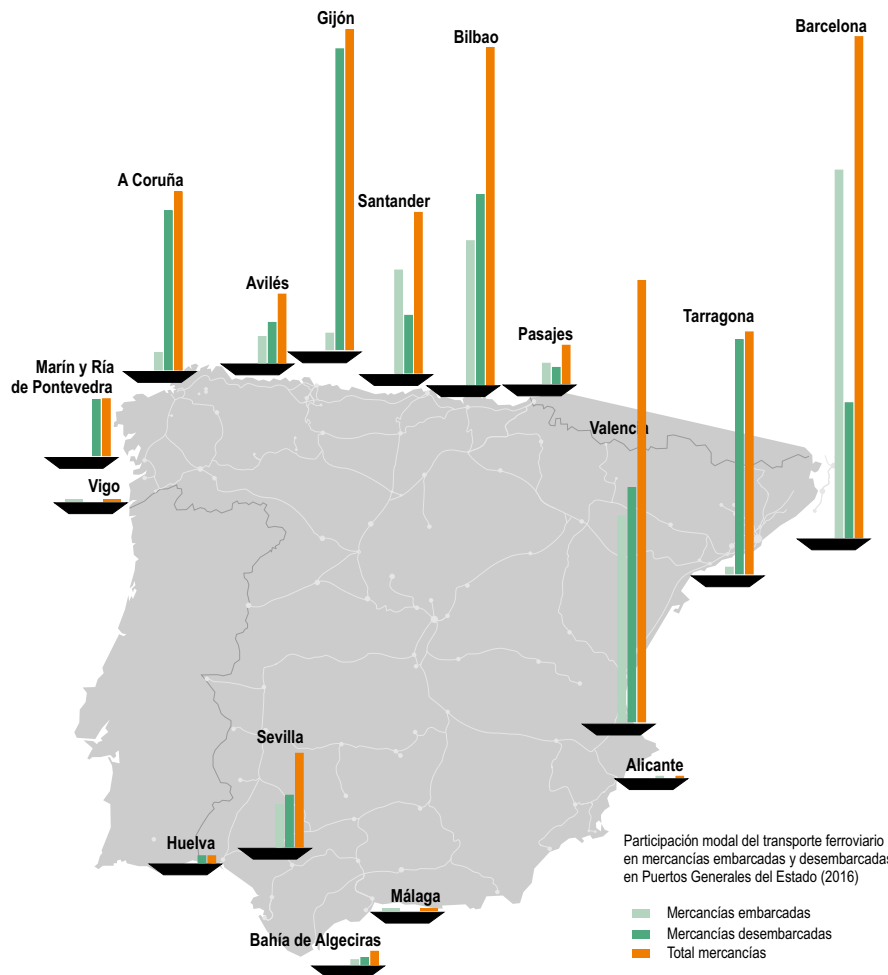 Gijón
Bilbao
Barcelona
A Coruña
Santander
Avilés
Tarragona
Pasajes
Marín y Ría
de Pontevedra
Valencia
Vigo
Sevilla
Alicante
Huelva
Málaga
Bahía de Algeciras
Participación modal del transporte ferroviario
en mercancías embarcadas y desembarcadas
en Puertos Generales del Estado (2016)
Mercancías embarcadas
Mercancías desembarcadas
Total mercancías